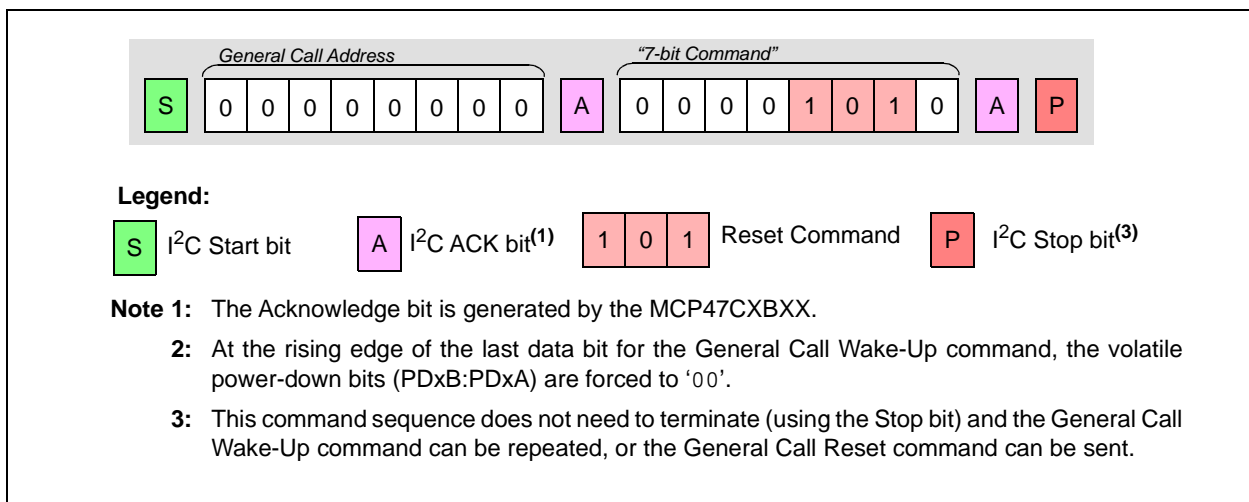 General Call Address “7-bit Command”
S 0 0 0 0 0 0 0 0 A 0 0 0 0 1 0 1 0 A P
Legend:
S I²C Start bit A I²C ACK bit(1) 1 0 1 Reset Command P I²C Stop bit(3)
Note 1: The Acknowledge bit is generated by the MCP47CXBXX.
2: At the rising edge of the last data bit for the General Call Wake-Up command, the volatile
power-down bits (PDxB:PDxA) are forced to ‘00’.
3: This command sequence does not need to terminate (using the Stop bit) and the General Call
Wake-Up command can be repeated, or the General Call Reset command can be sent.